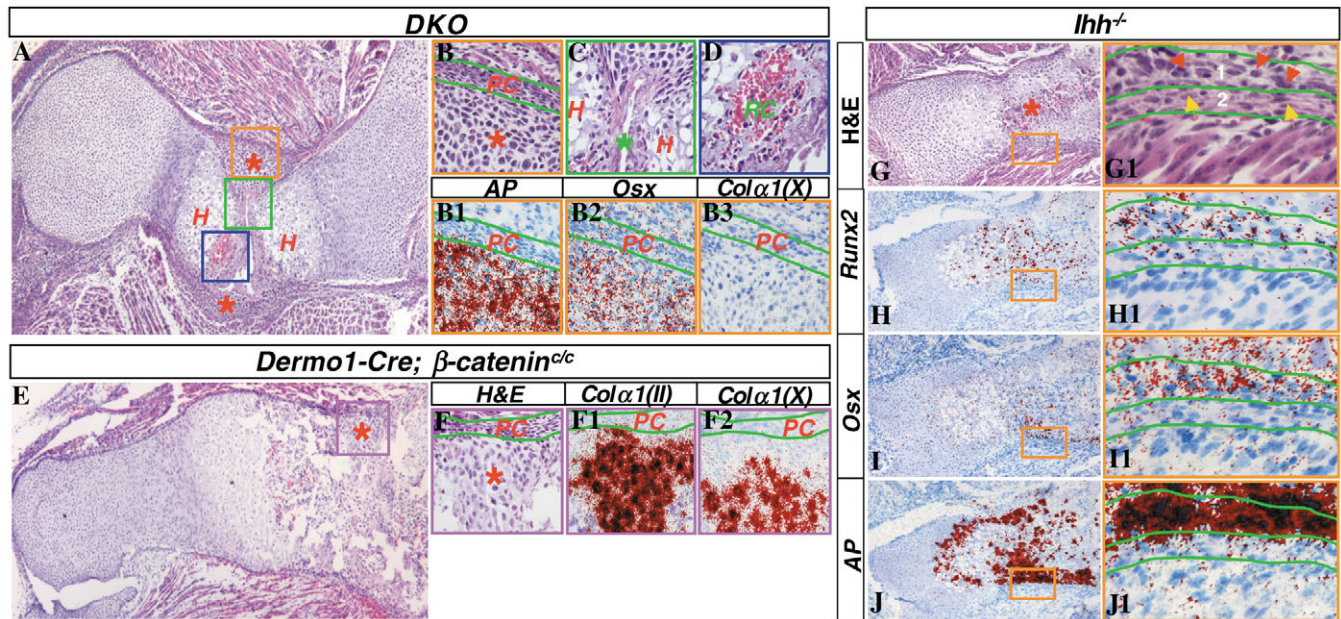 DKO
Ihh-/-
A
B
PC
*
C
H
H
*
D
RC
*
H
H
*
AP
Osx
Colα1(X)
B1
PC
B2
PC
B3
PC
Dermo1-Cre; β-catenin c/c
E
*
H&E
Colα1(II)
Colα1(X)
F
PC
*
F1
PC
F2
PC
H&E
G
*
G1
1
2
Runx2
H
H1
Osx
I
I1
AP
J
J1